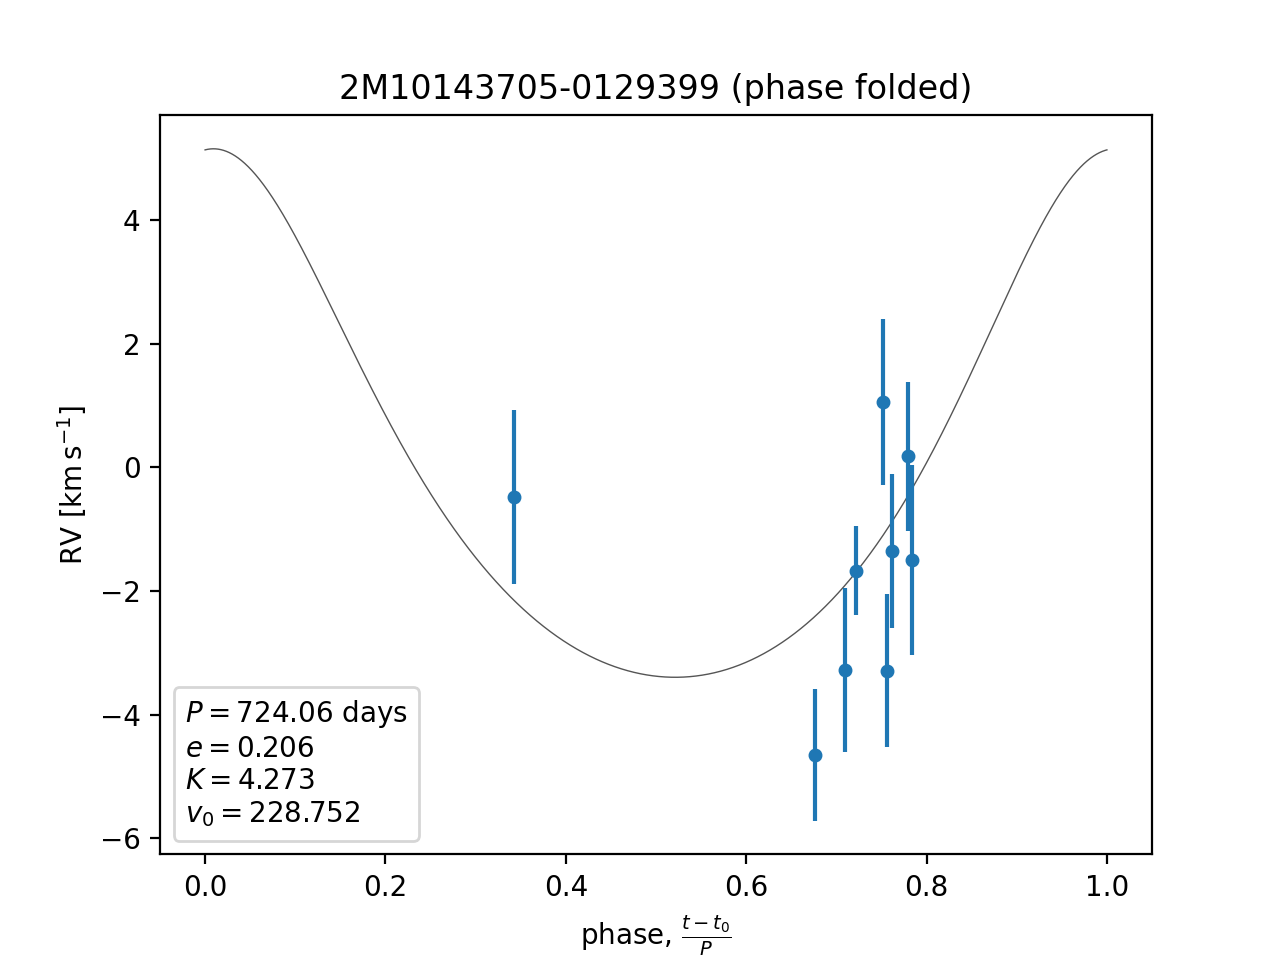 2M10143705-0129399 (phase folded)
RV [km s⁻¹]
4
2
0
−2
−4
−6
P = 724.06 days
e = 0.206
K = 4.273
v₀ = 228.752
0.0 0.2 0.4 0.6 0.8 1.0
phase, (t − t₀)/P